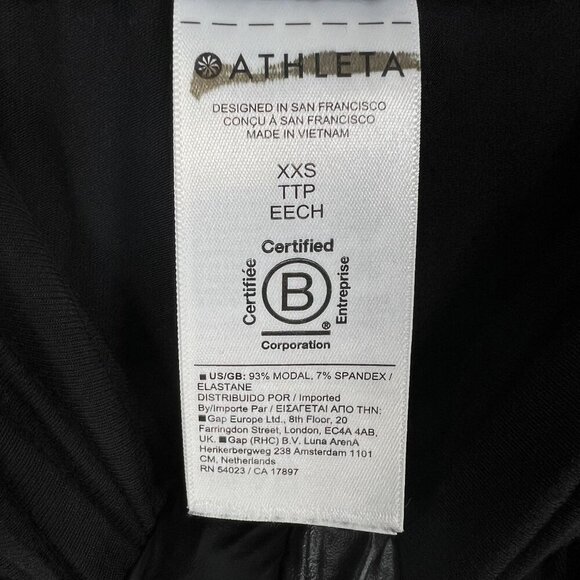 ATHLETA
DESIGNED IN SAN FRANCISCO
CONÇU À SAN FRANCISCO
MADE IN VIETNAM
XXS
TTP
EECH
Certified
Certifiée
B
Entreprise
®
Corporation
US/GB: 93% MODAL, 7% SPANDEX /
ELASTANE
DISTRIBUIDO POR / Imported
By/Importe Par / ΕΙΣΑΓΕΤΑΙ ΑΠΟ ΤΗΝ:
Gap Europe Ltd., 8th Floor, 20
Farringdon Street, London, EC4A 4AB,
UK. Gap (RHC) B.V. Luna ArenA
Herikerbergweg 238 Amsterdam 1101
CM, Netherlands
RN 54023 / CA 17897